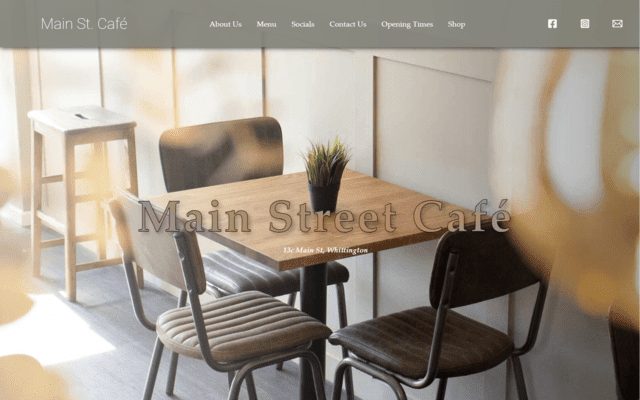 Main St. Café
About Us Menu Socials Contact Us Opening Times Shop
Main Street Café
13c Main St, Whittington